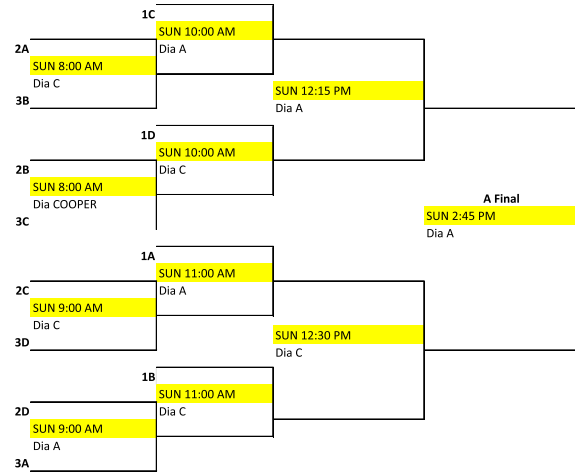 1C
SUN 10:00 AM
2A
Dia A
SUN 8:00 AM
Dia C
SUN 12:15 PM
3B
Dia A
1D
SUN 10:00 AM
2B
Dia C
SUN 8:00 AM
Dia COOPER
A Final
3C
SUN 2:45 PM
Dia A
1A
SUN 11:00 AM
2C
Dia A
SUN 9:00 AM
Dia C
SUN 12:30 PM
3D
Dia C
1B
SUN 11:00 AM
2D
Dia C
SUN 9:00 AM
Dia A
3A